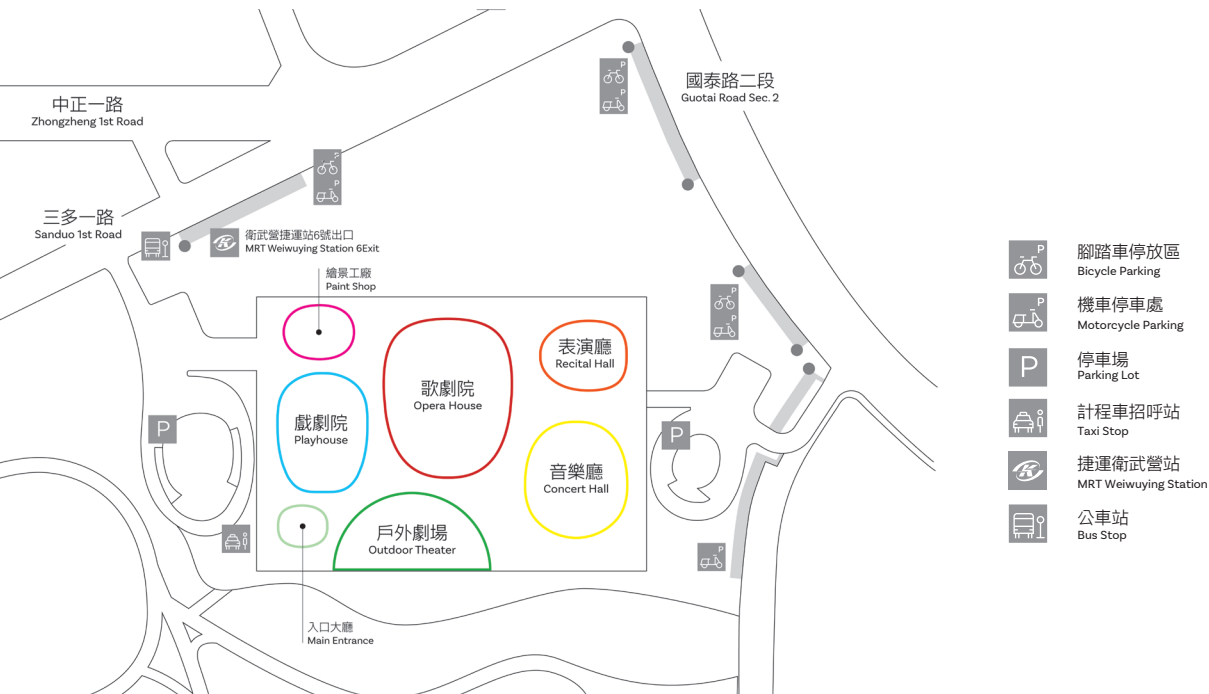 國泰路二段
Guotai Road Sec. 2
中正一路
Zhongzheng 1st Road
P
P
P
P
三多一路
Sanduo 1st Road
衛武營捷運站6號出口
MRT Weiwuying Station 6Exit
繪景工廠
Paint Shop
P
P
表演廳
Recital Hall
歌劇院
Opera House
戲劇院
Playhouse
P
P
音樂廳
Concert Hall
戶外劇場
Outdoor Theater
P
入口大廳
Main Entrance
P
腳踏車停放區
Bicycle Parking
P
機車停車處
Motorcycle Parking
P
停車場
Parking Lot
計程車招呼站
Taxi Stop
捷運衛武營站
MRT Weiwuying Station
公車站
Bus Stop